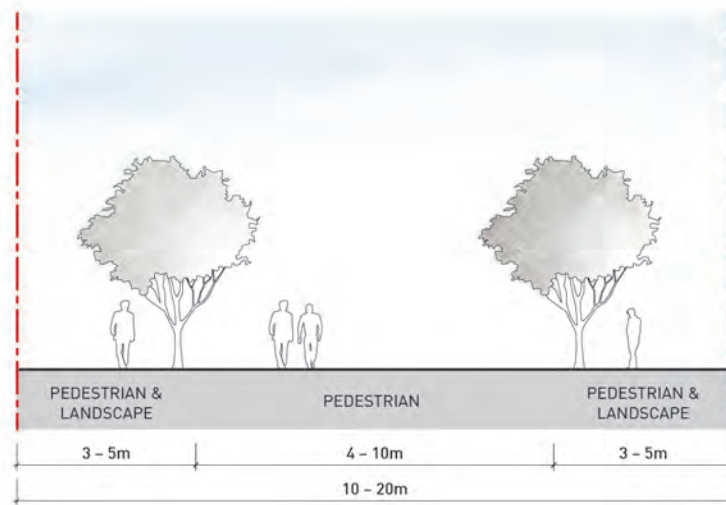 PEDESTRIAN &
LANDSCAPE
PEDESTRIAN
PEDESTRIAN &
LANDSCAPE
3 – 5m
4 – 10m
3 – 5m
10 – 20m